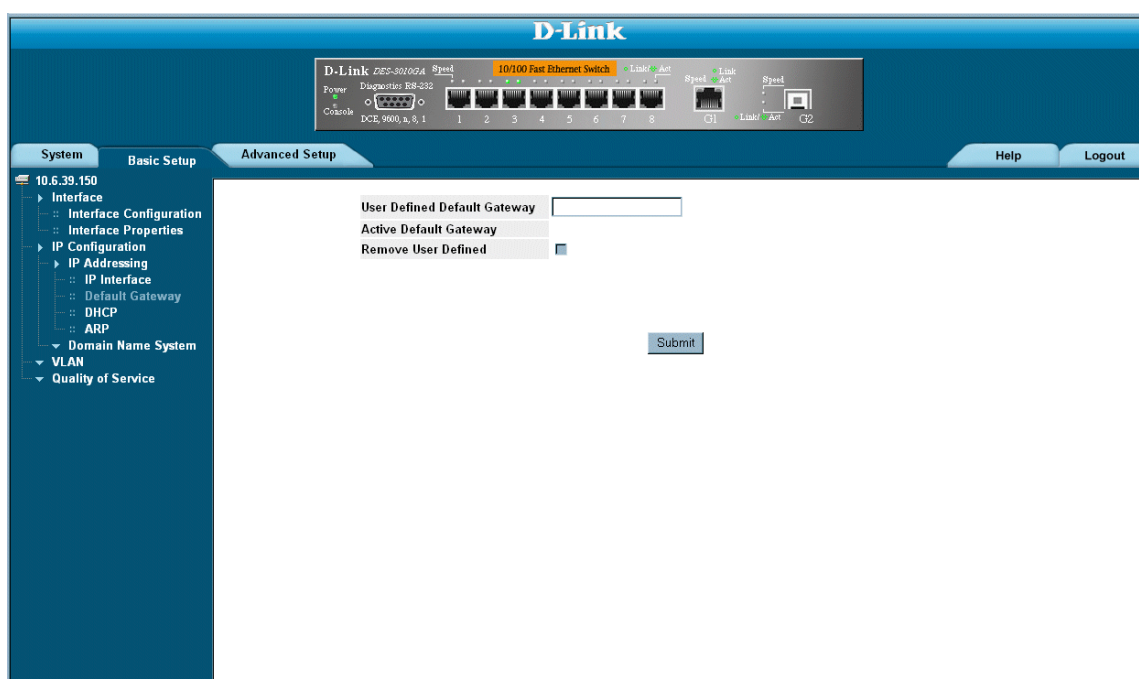 D-Link
D-Link DES-3010GA Speed 10/100 Fast Ethernet Switch Link/ Act Speed Link Act Speed
Power Diagnostics RS-232
Console DCE, 9600, n, 8, 1 1 2 3 4 5 6 7 8 G1 Link/ Act G2
System Basic Setup Advanced Setup Help Logout
10.6.39.150
Interface
Interface Configuration
Interface Properties
IP Configuration
IP Addressing
IP Interface
Default Gateway
DHCP
ARP
Domain Name System
VLAN
Quality of Service
User Defined Default Gateway
Active Default Gateway
Remove User Defined
Submit